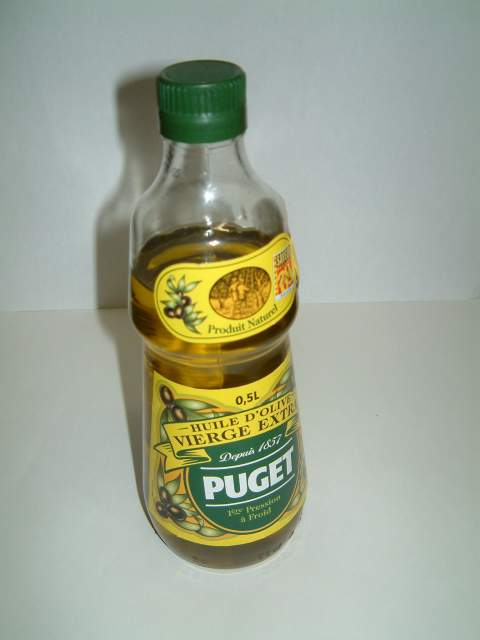 Produit Naturel
0,5L
HUILE D'OLIVE
VIERGE EXTRA
Depuis 1857
PUGET
1ère Pression
à Froid